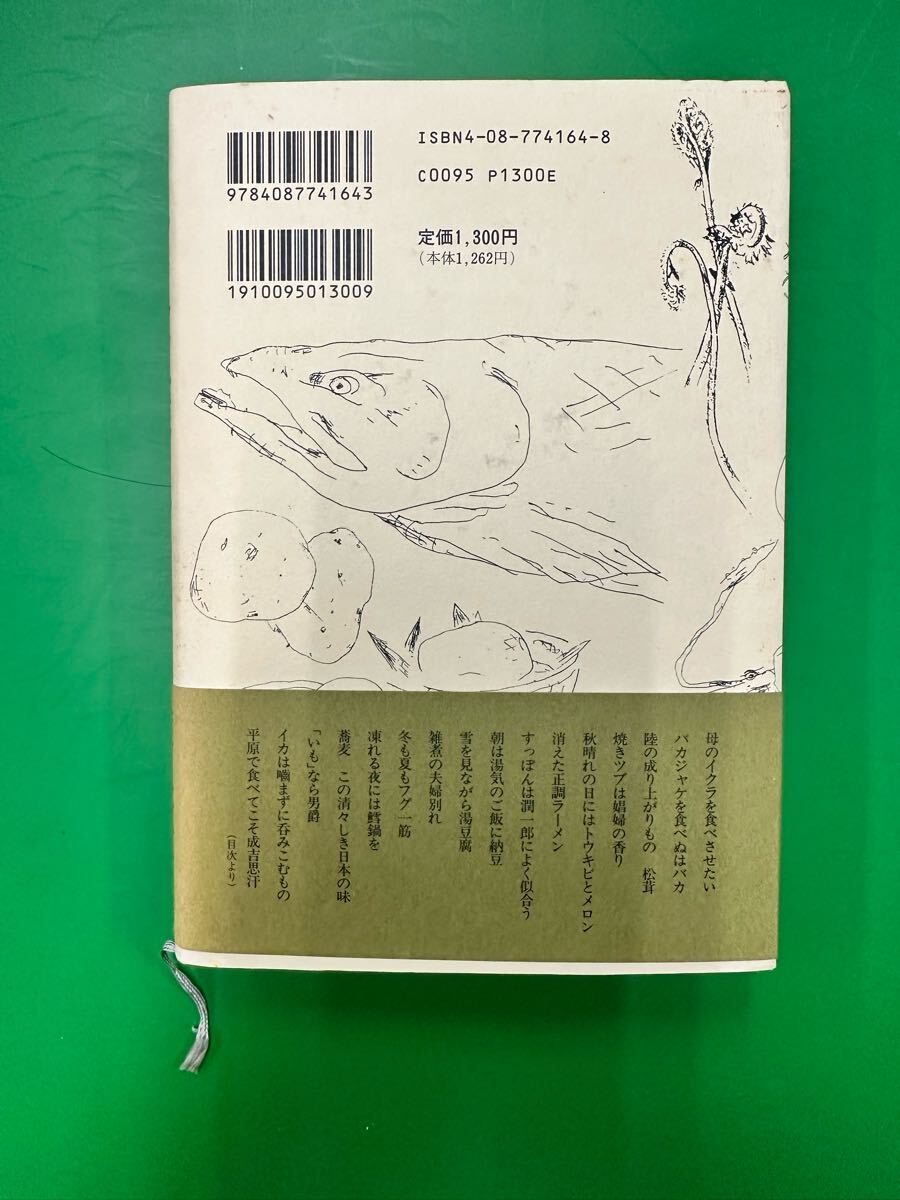 ISBN4-08-774164-8
9784087741643
C0095 P1300E
1910095013009
定価1,300円
(本体1,262円)
母のイクラを食べさせたい
バカジャケを食べぬはバカ
陸の成り上がりもの 松茸
焼きツブは娼婦の香り
秋晴れの日にはトウキビとメロン
消えた正調ラーメン
すっぽんは潤一郎によく似合う
朝は湯気のご飯に納豆
雪を見ながら湯豆腐
雑煮の夫婦別れ
冬も夏もフグ一筋
凍れる夜には鱈鍋を
蕎麦 この清々しき日本の味
「いも」なら男爵
イカは嚙まずに呑みこむもの
平原で食べてこそ成吉思汗
(目次より)